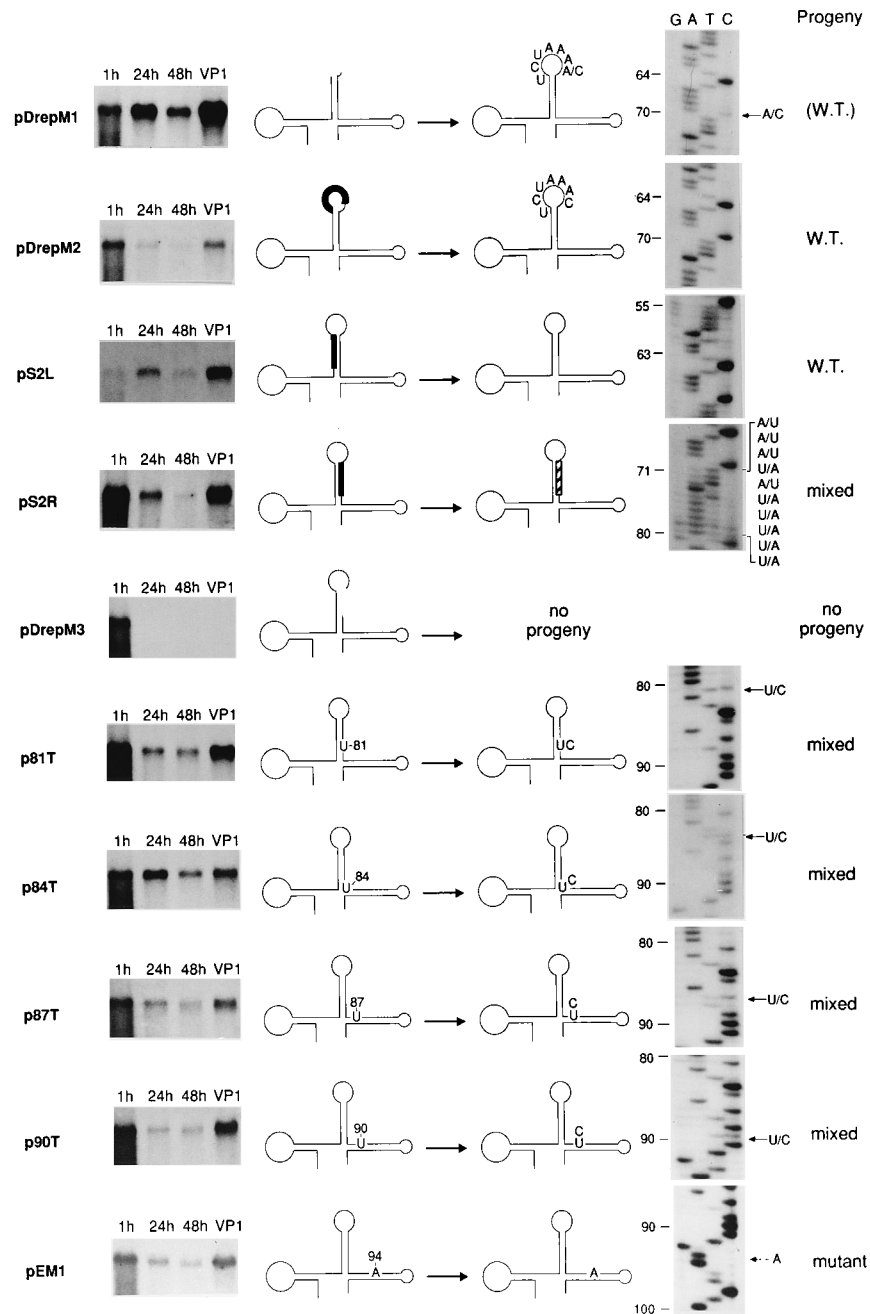 G A T C Progeny
1h 24h 48h VP1
pDrepM1
U C U A A A A/C
64
70
A/C
(W.T.)
1h 24h 48h VP1
pDrepM2
U C U A A A C
64
70
W.T.
1h 24h 48h VP1
pS2L
55
63
W.T.
1h 24h 48h VP1
pS2R
71
80
A/U
A/U
A/U
U/A
A/U
U/A
U/A
U/A
U/A
U/A
mixed
1h 24h 48h VP1
pDrepM3
no
progeny
no
progeny
1h 24h 48h VP1
p81T
U-81
UC
80
90
U/C
mixed
1h 24h 48h VP1
p84T
84
U
C
U
80
90
U/C
mixed
1h 24h 48h VP1
p87T
87
U
C
U
80
90
U/C
mixed
1h 24h 48h VP1
p90T
90
U
C
U
80
90
U/C
mixed
1h 24h 48h VP1
pEM1
94
A
A
90
100
A
mutant